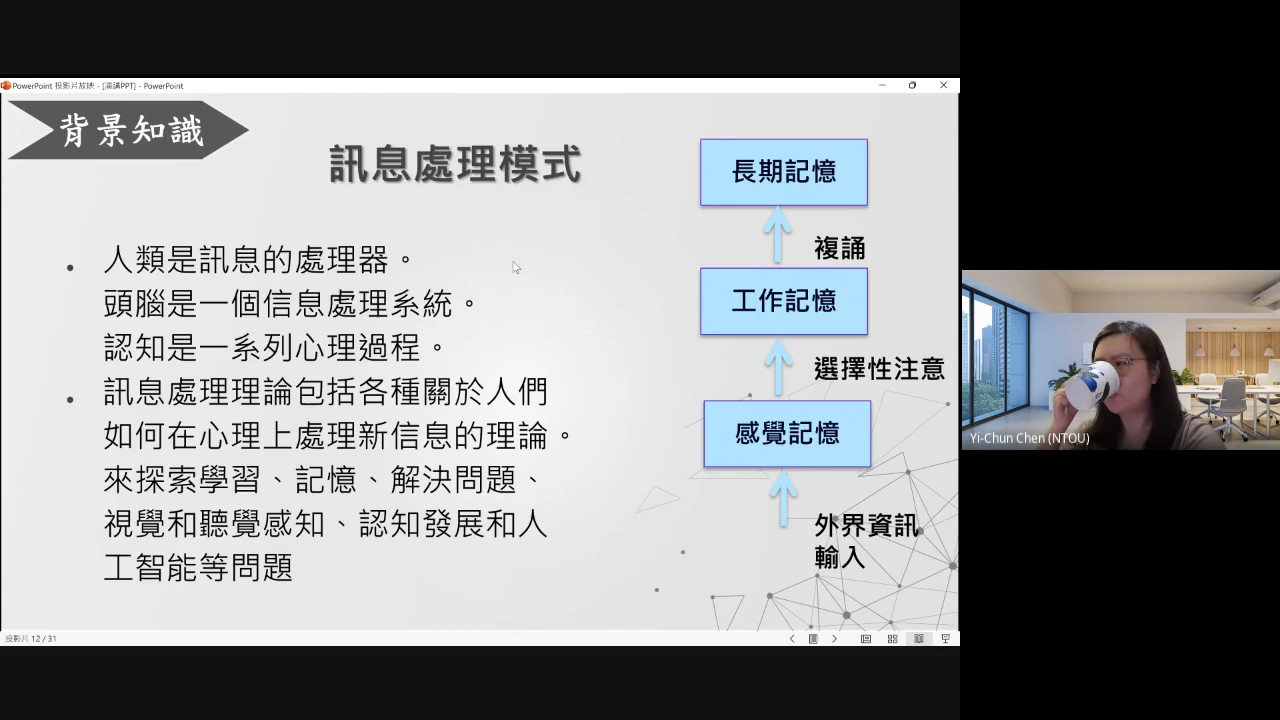 PowerPoint 投影片放映 - [演講PPT] - PowerPoint
背景知識
訊息處理模式
人類是訊息的處理器。
頭腦是一個信息處理系統。
認知是一系列心理過程。
訊息處理理論包括各種關於人們
如何在心理上處理新信息的理論。
來探索學習、記憶、解決問題、
視覺和聽覺感知、認知發展和人
工智能等問題
長期記憶
複誦
工作記憶
選擇性注意
感覺記憶
外界資訊
輸入
投影片 12 / 31
Yi-Chun Chen (NTOU)